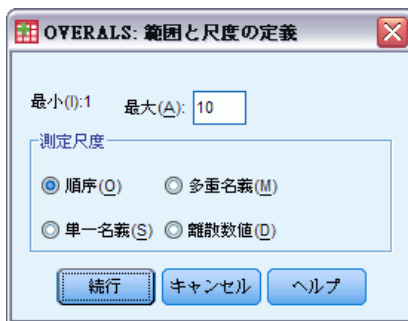 OVERALS: 範囲と尺度の定義
最小(I):1 最大(A): 10
測定尺度
順序(O) 多重名義(M)
単一名義(S) 離散数値(D)
続行 キャンセル ヘルプ